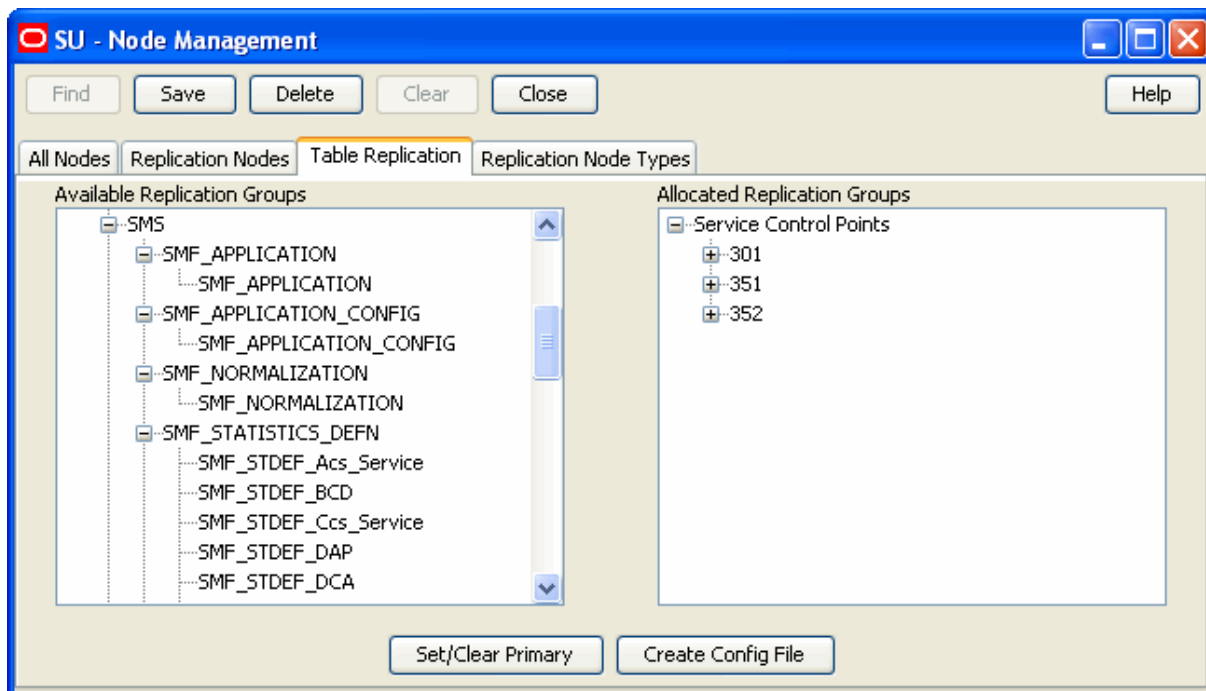 SU - Node Management
Find Save Delete Clear Close Help
All Nodes Replication Nodes Table Replication Replication Node Types
Available Replication Groups
SMS
SMF_APPLICATION
SMF_APPLICATION
SMF_APPLICATION_CONFIG
SMF_APPLICATION_CONFIG
SMF_NORMALIZATION
SMF_NORMALIZATION
SMF_STATISTICS_DEFN
SMF_STDEF_Acs_Service
SMF_STDEF_BCD
SMF_STDEF_Ccs_Service
SMF_STDEF_DAP
SMF_STDEF_DCA
Allocated Replication Groups
Service Control Points
301
351
352
Set/Clear Primary Create Config File